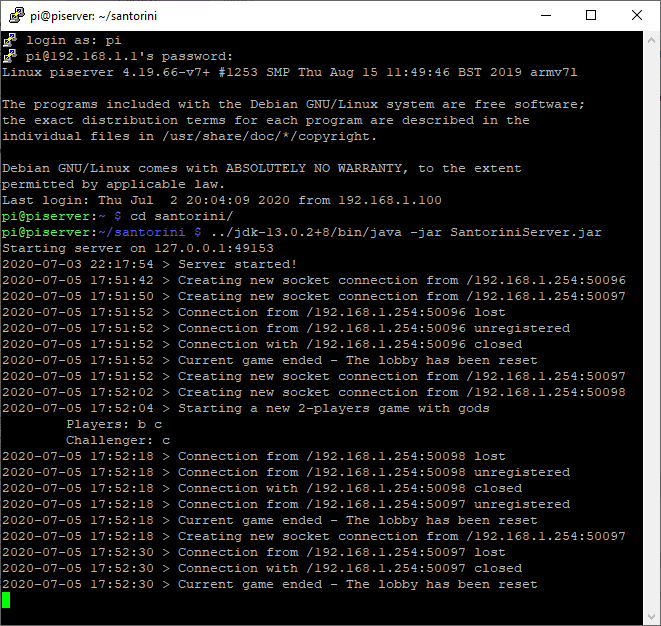 pi@piserver: ~/santorini
login as: pi
pi@192.168.1.1's password:
Linux piserver 4.19.66-v7+ #1253 SMP Thu Aug 15 11:49:46 BST 2019 armv7l
The programs included with the Debian GNU/Linux system are free software;
the exact distribution terms for each program are described in the
individual files in /usr/share/doc/*/copyright.
Debian GNU/Linux comes with ABSOLUTELY NO WARRANTY, to the extent
permitted by applicable law.
Last login: Thu Jul  2 20:04:09 2020 from 192.168.1.100
pi@piserver:~ $ cd santorini/
pi@piserver:~/santorini $ ../jdk-13.0.2+8/bin/java -jar SantoriniServer.jar
Starting server on 127.0.0.1:49153
2020-07-03 22:17:54 > Server started!
2020-07-05 17:51:42 > Creating new socket connection from /192.168.1.254:50096
2020-07-05 17:51:50 > Creating new socket connection from /192.168.1.254:50097
2020-07-05 17:51:52 > Connection from /192.168.1.254:50096 lost
2020-07-05 17:51:52 > Connection from /192.168.1.254:50096 unregistered
2020-07-05 17:51:52 > Connection with /192.168.1.254:50096 closed
2020-07-05 17:51:52 > Current game ended - The lobby has been reset
2020-07-05 17:51:52 > Creating new socket connection from /192.168.1.254:50097
2020-07-05 17:52:02 > Creating new socket connection from /192.168.1.254:50098
2020-07-05 17:52:04 > Starting a new 2-players game with gods
Players: b c
Challenger: c
2020-07-05 17:52:18 > Connection from /192.168.1.254:50098 lost
2020-07-05 17:52:18 > Connection from /192.168.1.254:50098 unregistered
2020-07-05 17:52:18 > Connection with /192.168.1.254:50098 closed
2020-07-05 17:52:18 > Connection from /192.168.1.254:50097 unregistered
2020-07-05 17:52:18 > Current game ended - The lobby has been reset
2020-07-05 17:52:18 > Creating new socket connection from /192.168.1.254:50097
2020-07-05 17:52:30 > Connection from /192.168.1.254:50097 lost
2020-07-05 17:52:30 > Connection with /192.168.1.254:50097 closed
2020-07-05 17:52:30 > Current game ended - The lobby has been reset